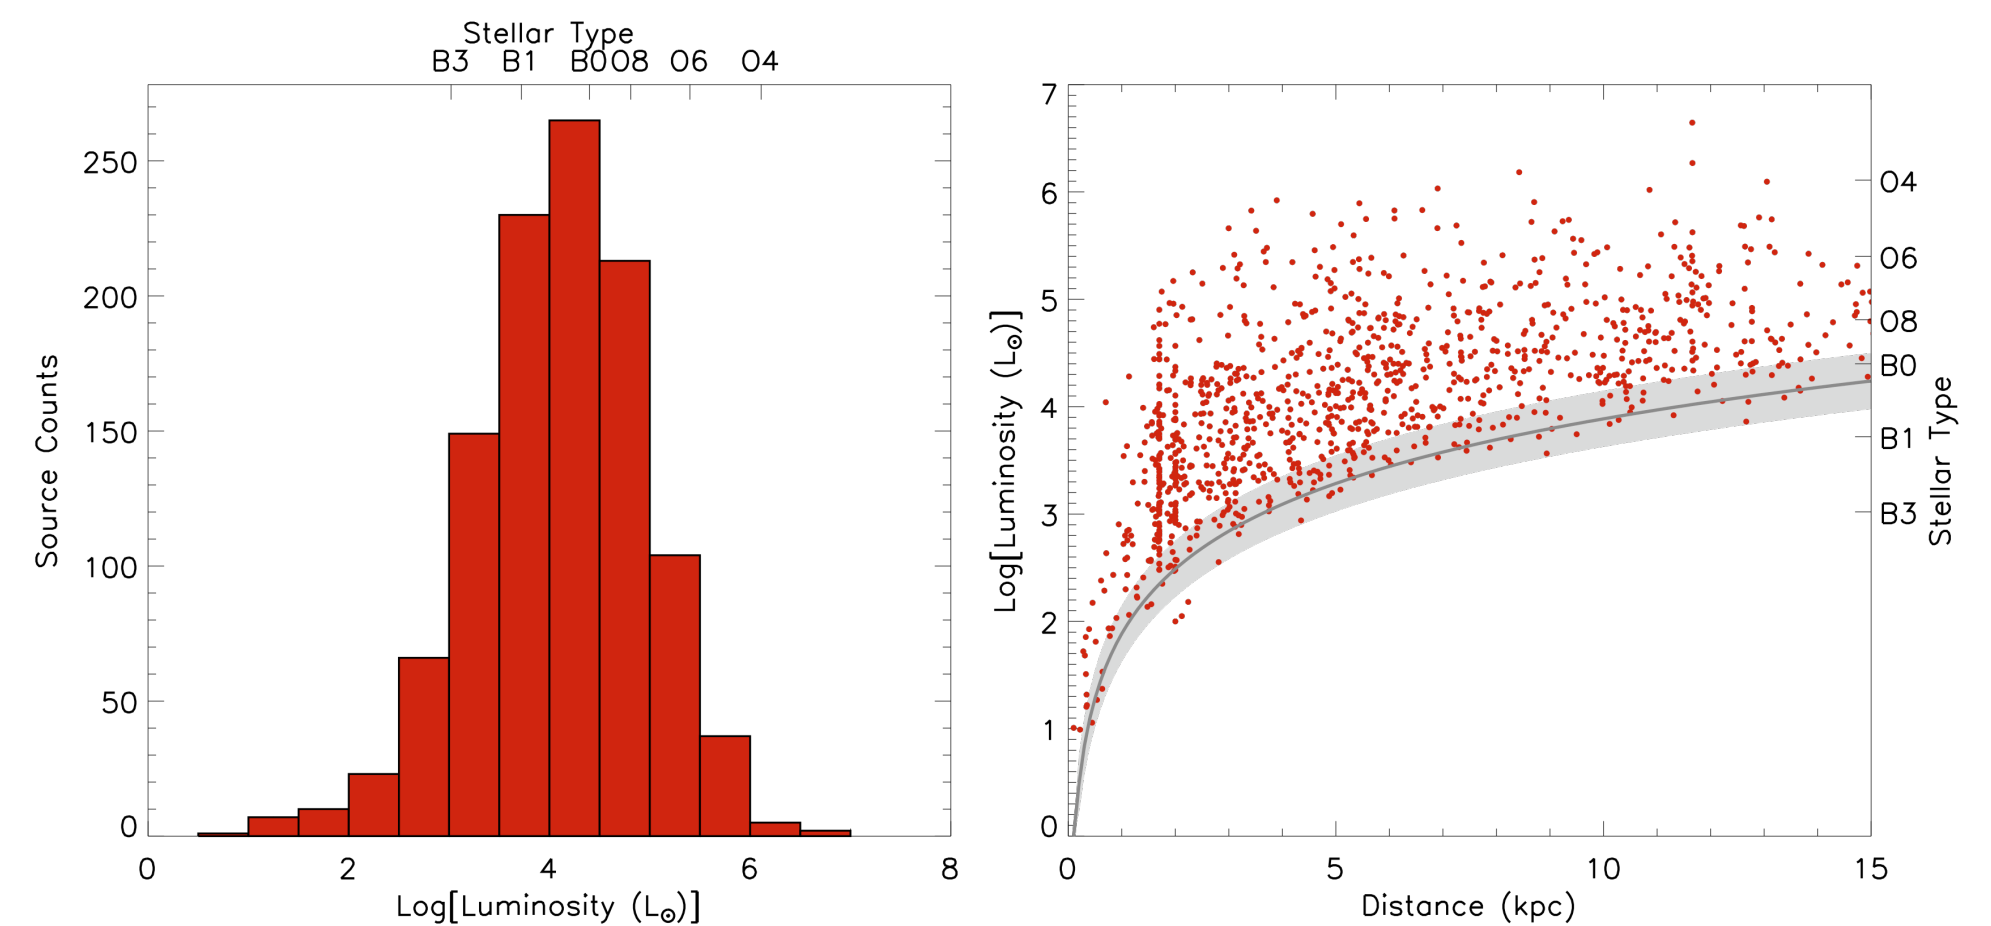 Stellar Type
B3 B1 B0 O8 O6 O4
250
200
150
100
50
0
Source Counts
0 2 4 6 8
Log[Luminosity (L⊙)]
7
6
5
4
3
2
1
0
Log[Luminosity (L⊙)]
0 5 10 15
Distance (kpc)
O4
O6
O8
B0
B1
B3
Stellar Type